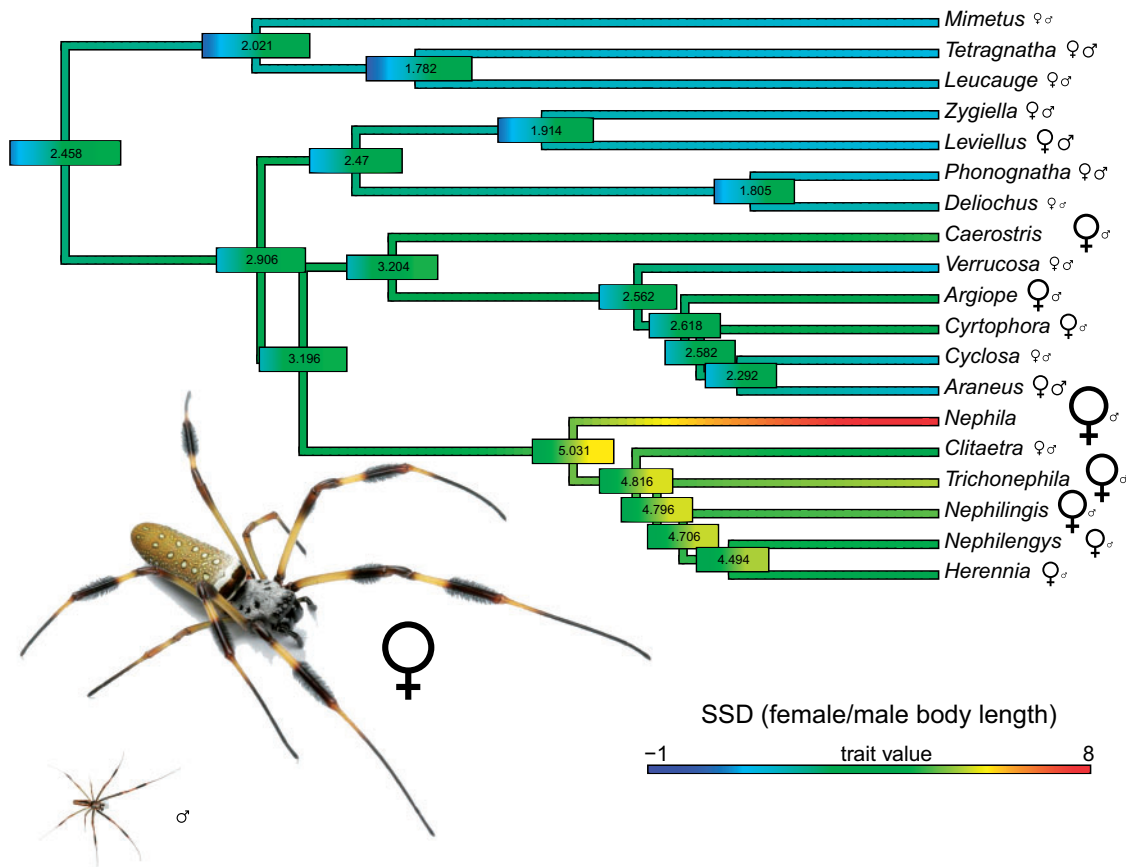 Mimetus ♀♂
2.021
Tetragnatha ♀♂
1.782
Leucauge ♀♂
Zygiella ♀♂
1.914
Leviellus ♀♂
2.458
2.47
Phonognatha ♀♂
1.805
Deliochus ♀♂
Caerostris ♀♂
2.906
3.204
Verrucosa ♀♂
2.562
Argiope ♀♂
2.618
Cyrtophora ♀♂
2.582
3.196
Cyclosa ♀♂
2.292
Araneus ♀♂
Nephila ♀♂
5.031
Clitaetra ♀♂
4.816
Trichonephila ♀♂
4.796
Nephilingis ♀♂
4.706
Nephilengys ♀♂
4.494
Herennia ♀♂
♀
SSD (female/male body length)
−1 trait value 8
♂